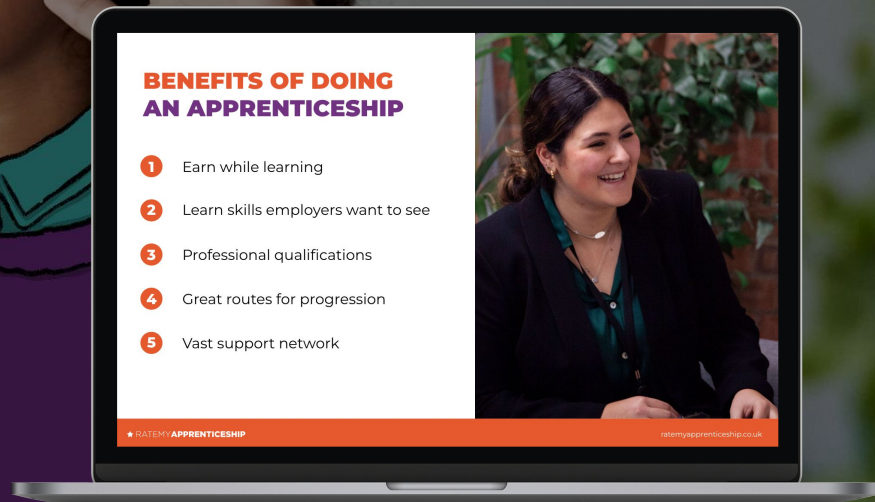 BENEFITS OF DOING
AN APPRENTICESHIP
1 Earn while learning
2 Learn skills employers want to see
3 Professional qualifications
4 Great routes for progression
5 Vast support network
RATEMYAPPRENTICESHIP
ratemyapprenticeship.co.uk